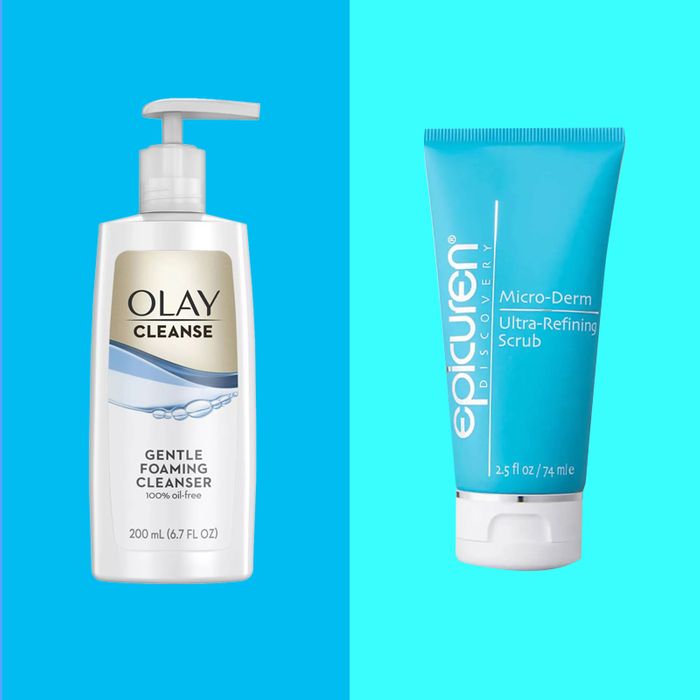 OLAY
CLEANSE
GENTLE
FOAMING
CLEANSER
100% oil-free
200 mL (6.7 FL OZ)
epicuren®
DISCOVERY
Micro-Derm
Ultra-Refining
Scrub
2.5 fl oz / 74 ml e